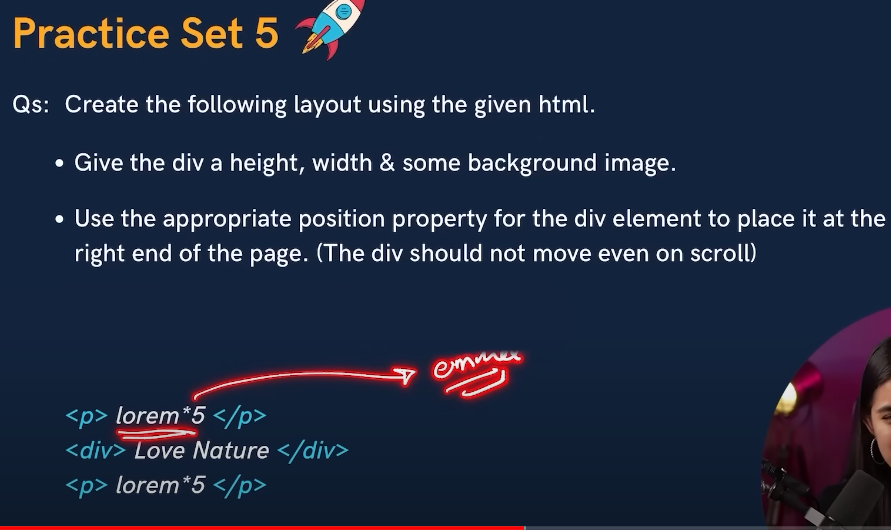 Practice Set 5
Qs: Create the following layout using the given html.
• Give the div a height, width & some background image.
• Use the appropriate position property for the div element to place it at the
right end of the page. (The div should not move even on scroll)
<p> lorem*5 </p>
<div> Love Nature </div>
<p> lorem*5 </p>